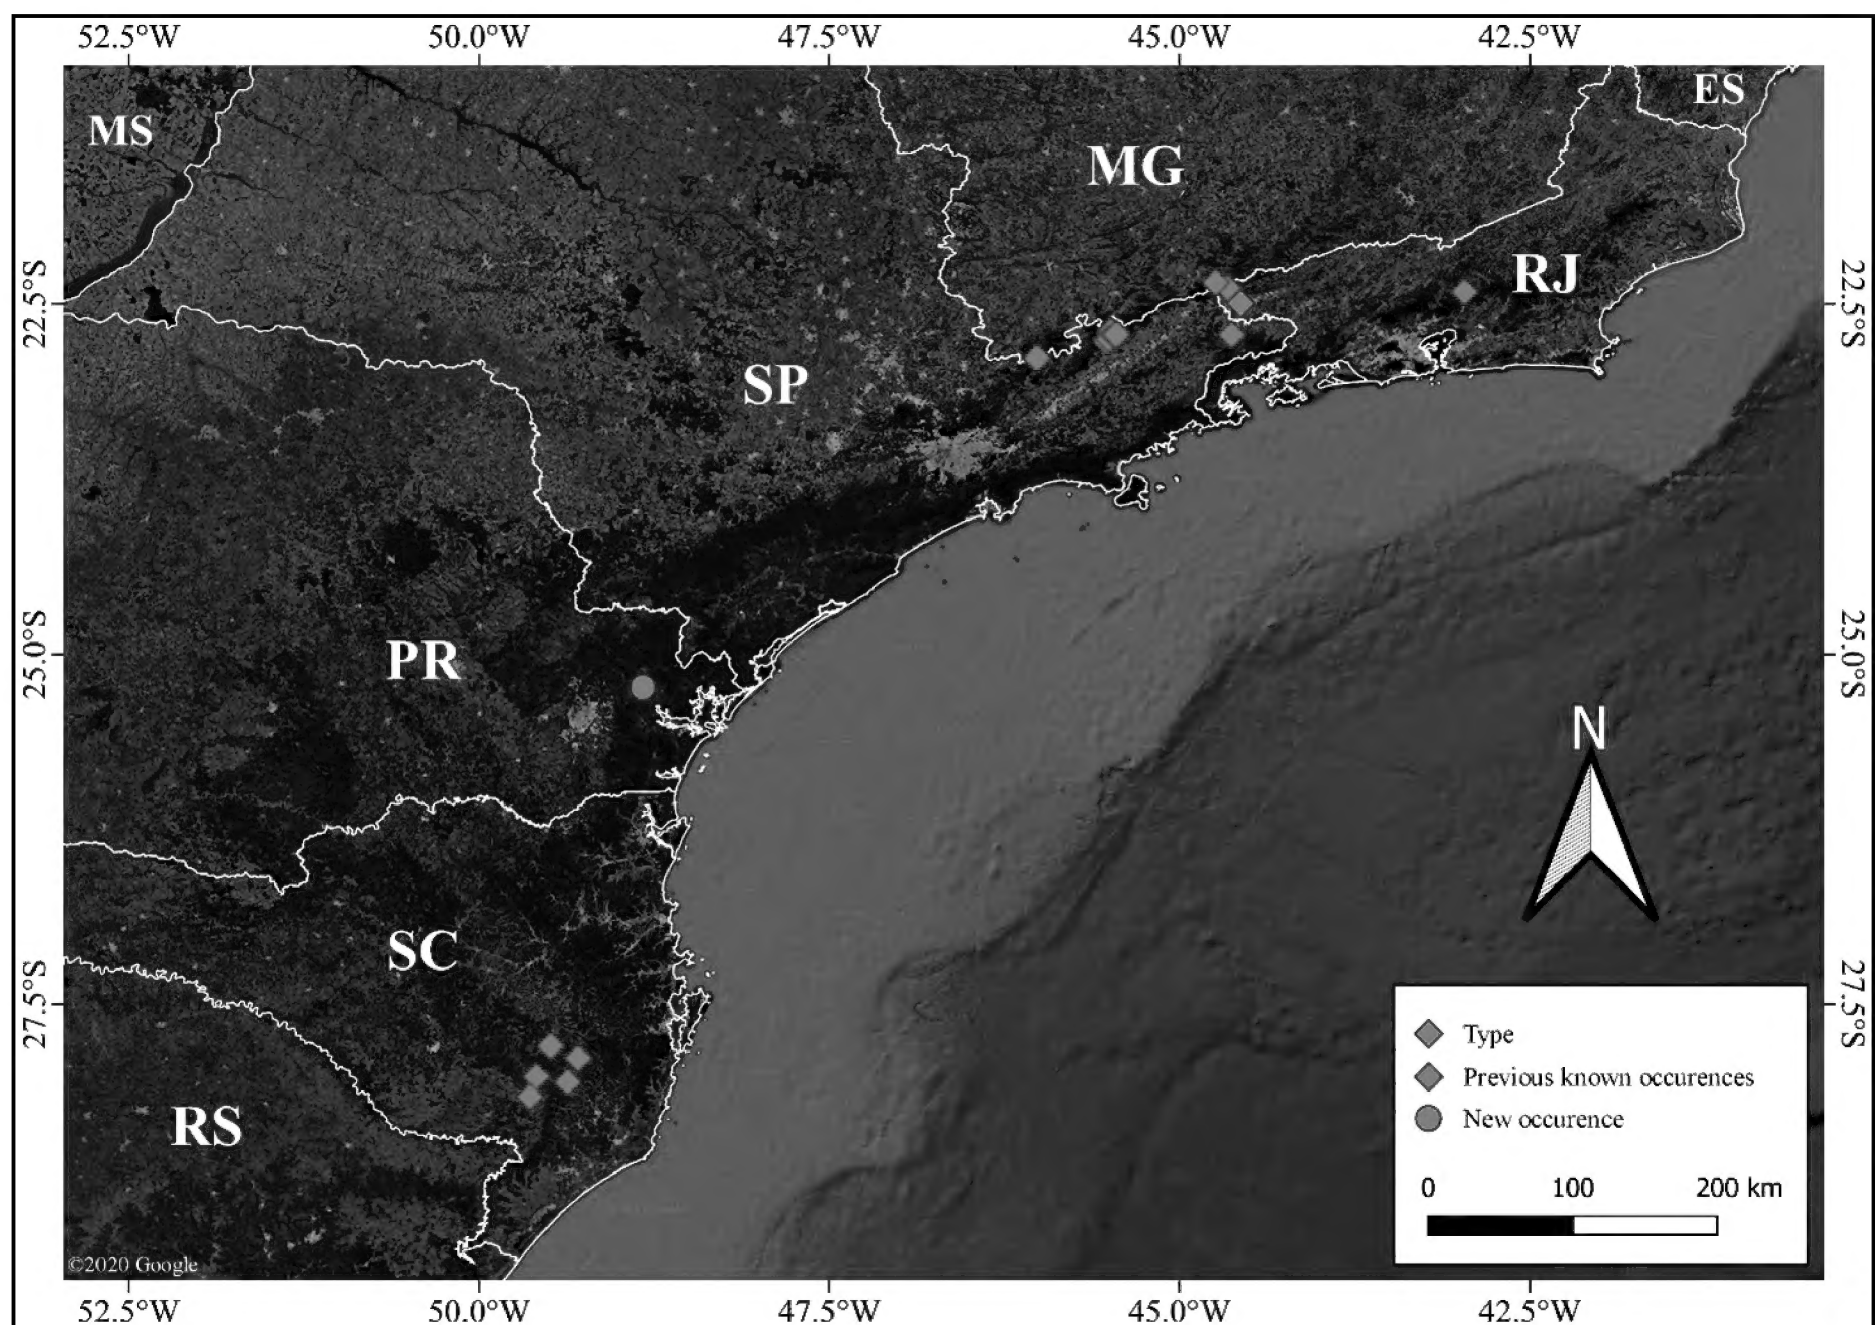 52.5°W 50.0°W 47.5°W 45.0°W 42.5°W
ES
MS
MG
RJ
22.5°S 22.5°S
SP
25.0°S 25.0°S
PR
N
SC
27.5°S 27.5°S
Type
Previous known occurences
RS
New occurence
0 100 200 km
©2020 Google
52.5°W 50.0°W 47.5°W 45.0°W 42.5°W